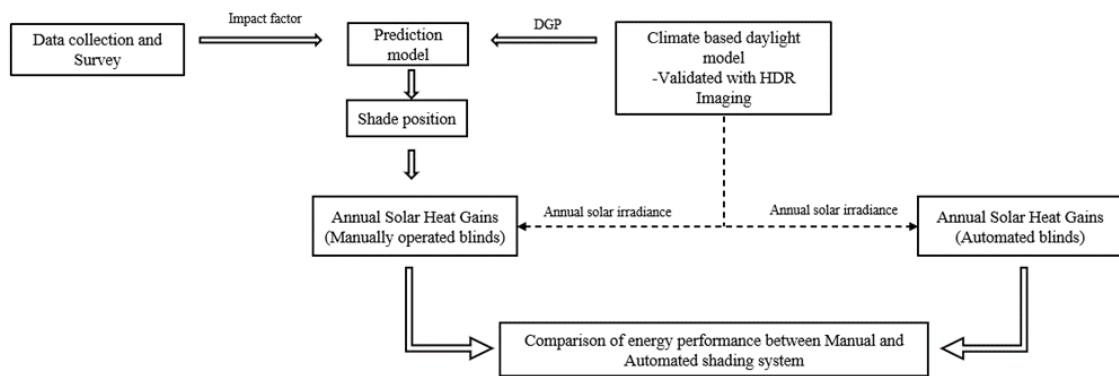 Impact factor
DGP
Data collection and
Survey
Prediction
model
Climate based daylight
model
-Validated with HDR
Imaging
Shade position
Annual Solar Heat Gains
(Manually operated blinds)
Annual solar irradiance
Annual solar irradiance
Annual Solar Heat Gains
(Automated blinds)
Comparison of energy performance between Manual and
Automated shading system